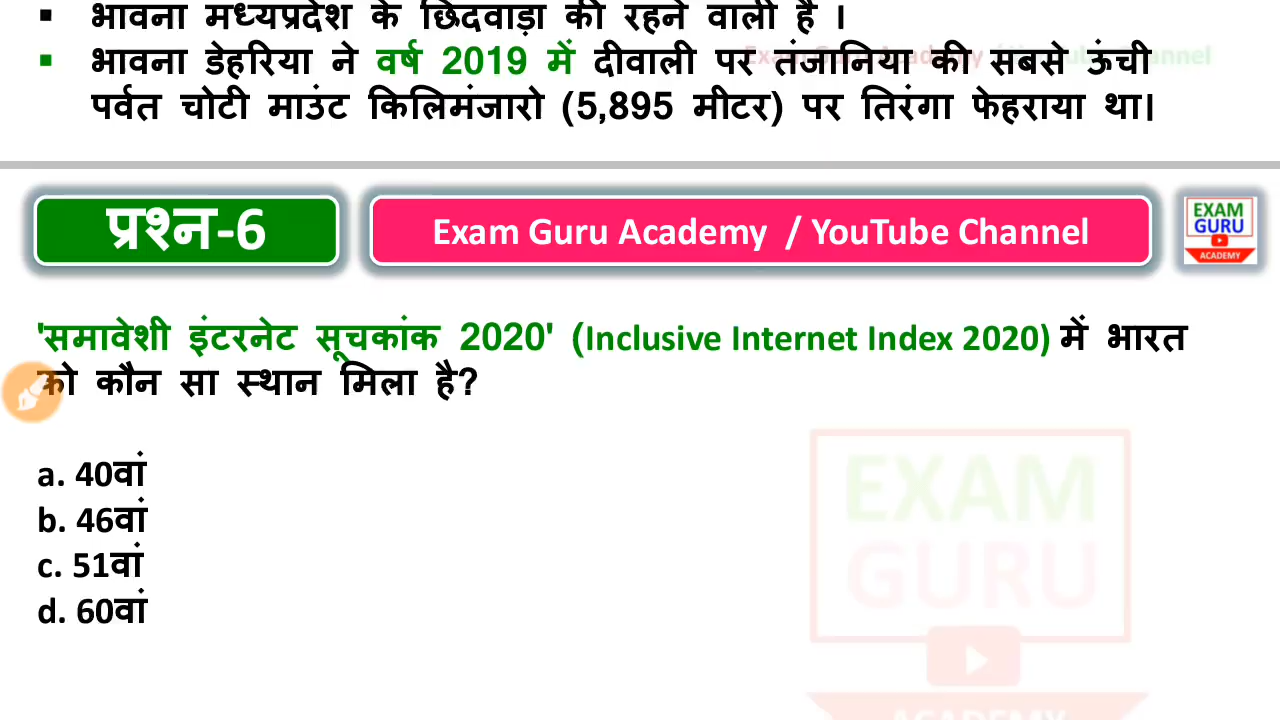 ▪ भावना मध्यप्रदेश के छिंदवाड़ा की रहने वाली हैं ।
▪ भावना डेहरिया ने वर्ष 2019 में दीवाली पर तंजानिया की सबसे ऊंची
पर्वत चोटी माउंट किलिमंजारो (5,895 मीटर) पर तिरंगा फेहराया था।
प्रश्न-6
Exam Guru Academy / YouTube Channel
EXAM
GURU
ACADEMY
'समावेशी इंटरनेट सूचकांक 2020' (Inclusive Internet Index 2020) में भारत
को कौन सा स्थान मिला है?
a. 40वां
b. 46वां
c. 51वां
d. 60वां
EXAM
GURU
ACADEMY